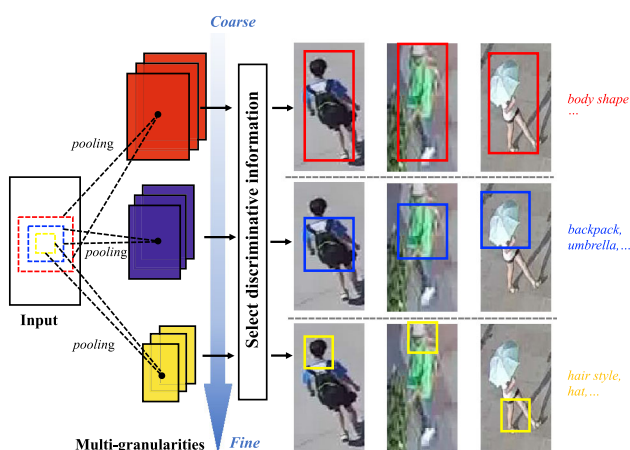 Coarse
pooling
pooling
pooling
Input
Multi-granularities
Fine
Select discriminative information
body shape
...
backpack,
umbrella,...
hair style,
hat,...